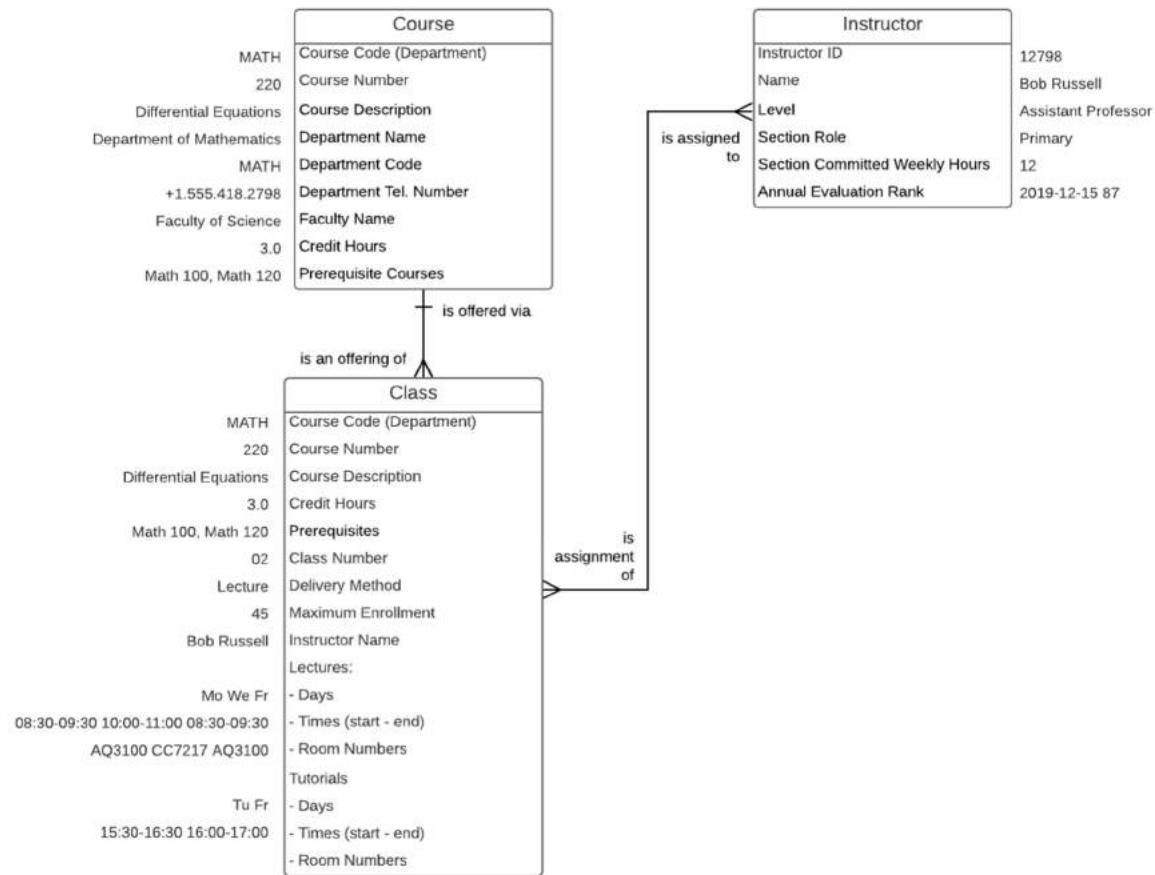 Course
MATH Course Code (Department)
220 Course Number
Differential Equations Course Description
Department of Mathematics Department Name
MATH Department Code
+1.555.418.2798 Department Tel. Number
Faculty of Science Faculty Name
3.0 Credit Hours
Math 100, Math 120 Prerequisite Courses
Instructor
Instructor ID 12798
Name Bob Russell
Level Assistant Professor
Section Role Primary
Section Committed Weekly Hours 12
Annual Evaluation Rank 2019-12-15 87
is assigned
to
is offered via
is an offering of
Class
MATH Course Code (Department)
220 Course Number
Differential Equations Course Description
3.0 Credit Hours
Math 100, Math 120 Prerequisites
02 Class Number
Lecture Delivery Method
45 Maximum Enrollment
Bob Russell Instructor Name
Lectures:
Mo We Fr - Days
08:30-09:30 10:00-11:00 08:30-09:30 - Times (start - end)
AQ3100 CC7217 AQ3100 - Room Numbers
Tutorials
Tu Fr - Days
15:30-16:30 16:00-17:00 - Times (start - end)
- Room Numbers
is
assignment
of